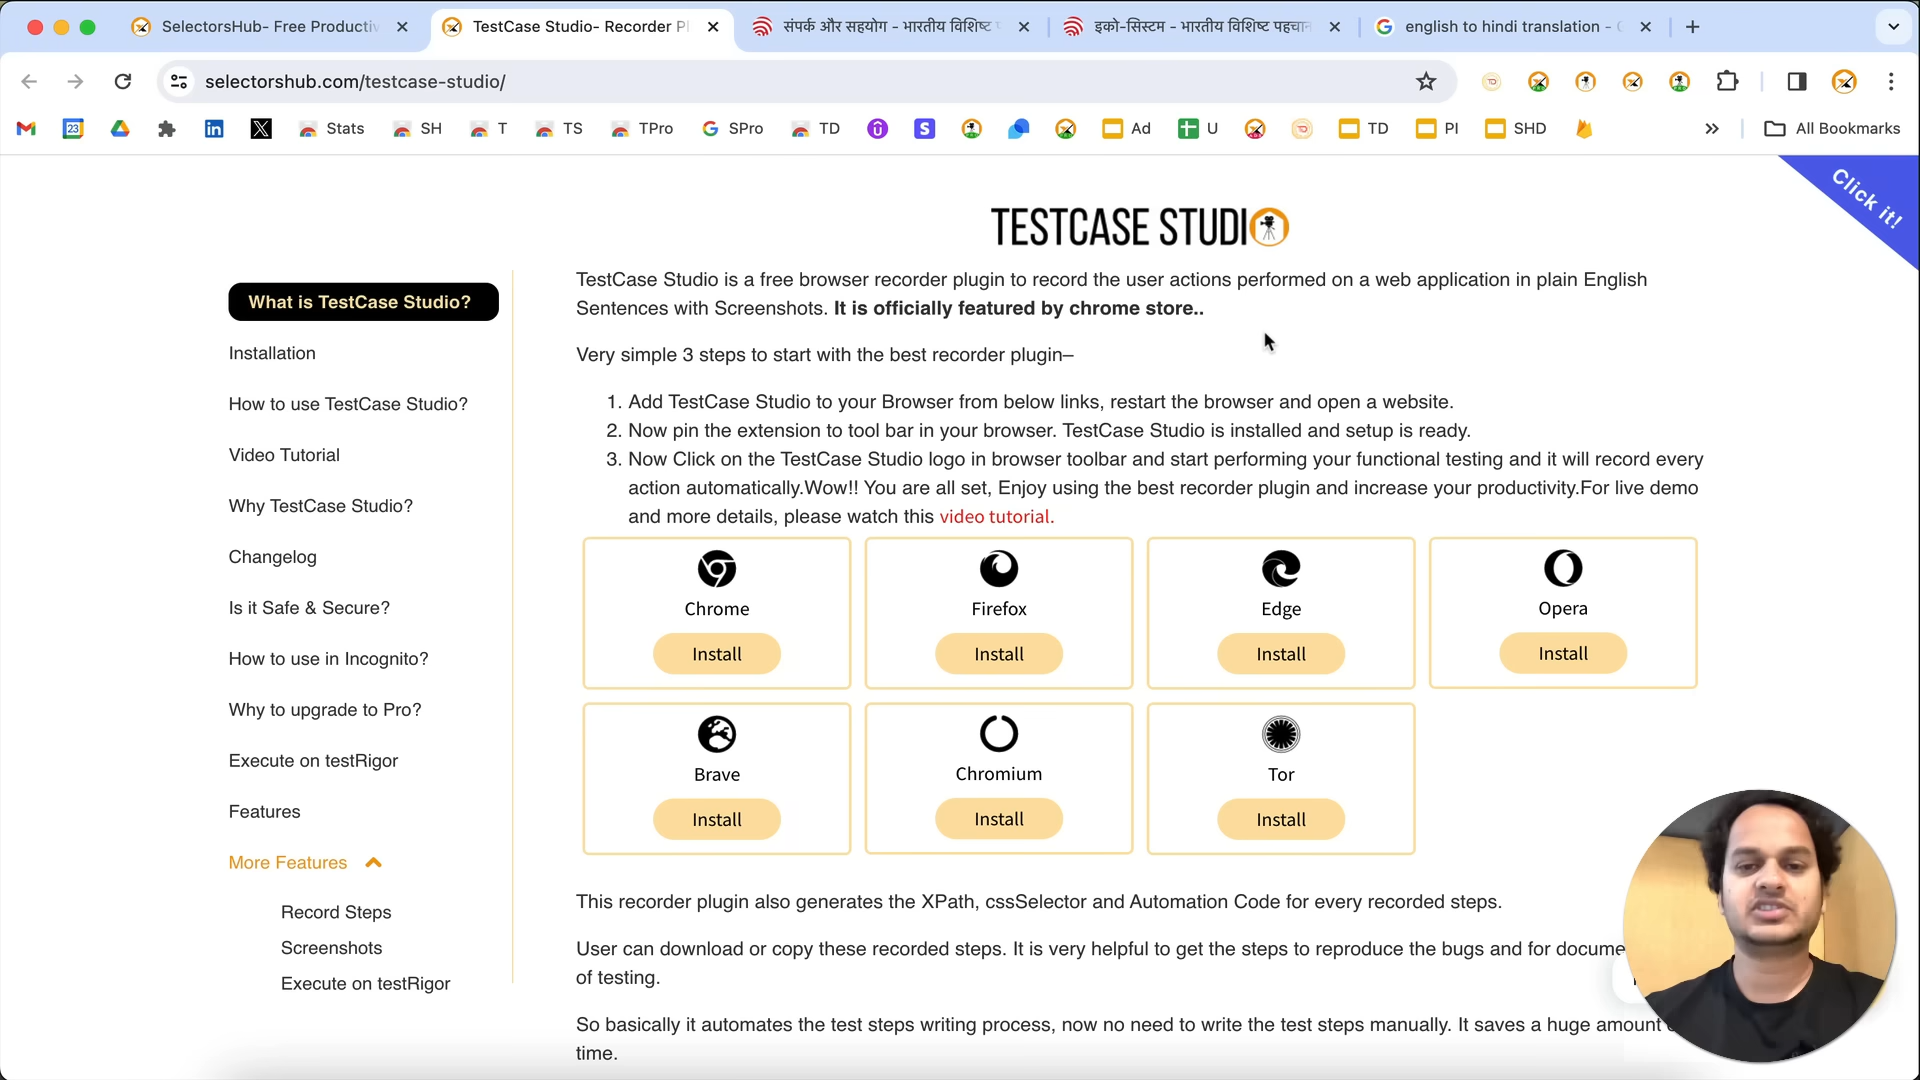 SelectorsHub- Free Productiv
TestCase Studio- Recorder Pl
संपर्क और सहयोग - भारतीय विशिष्ट
इको-सिस्टम - भारतीय विशिष्ट पहचान
english to hindi translation -
selectorshub.com/testcase-studio/
23
Stats
SH
T
TS
TPro
SPro
TD
Ad
U
TD
PI
SHD
All Bookmarks
Click it!
TESTCASE STUDIO
TestCase Studio is a free browser recorder plugin to record the user actions performed on a web application in plain English
Sentences with Screenshots. It is officially featured by chrome store..
Very simple 3 steps to start with the best recorder plugin–
1. Add TestCase Studio to your Browser from below links, restart the browser and open a website.
2. Now pin the extension to tool bar in your browser. TestCase Studio is installed and setup is ready.
3. Now Click on the TestCase Studio logo in browser toolbar and start performing your functional testing and it will record every
action automatically.Wow!! You are all set, Enjoy using the best recorder plugin and increase your productivity.For live demo
and more details, please watch this video tutorial.
What is TestCase Studio?
Installation
How to use TestCase Studio?
Video Tutorial
Why TestCase Studio?
Changelog
Is it Safe & Secure?
How to use in Incognito?
Why to upgrade to Pro?
Execute on testRigor
Features
More Features
Record Steps
Screenshots
Execute on testRigor
Chrome
Install
Firefox
Install
Edge
Install
Opera
Install
Brave
Install
Chromium
Install
Tor
Install
This recorder plugin also generates the XPath, cssSelector and Automation Code for every recorded steps.
User can download or copy these recorded steps. It is very helpful to get the steps to reproduce the bugs and for docume
of testing.
So basically it automates the test steps writing process, now no need to write the test steps manually. It saves a huge amount
time.